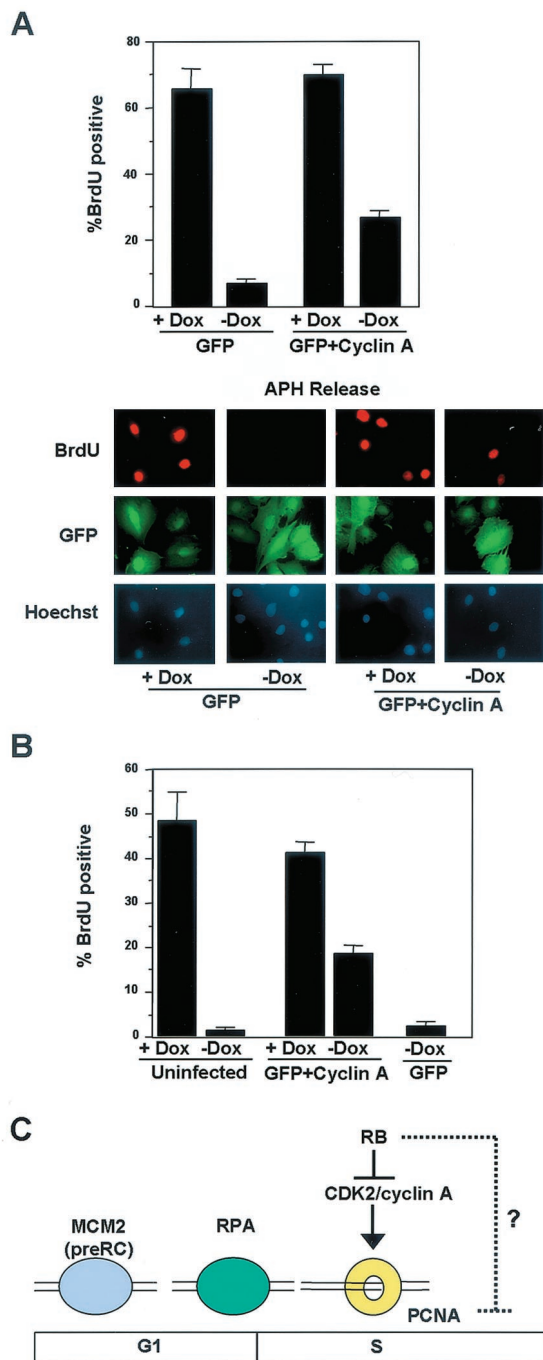 A
80
60
40
20
0
%BrdU positive
+ Dox -Dox + Dox -Dox
GFP GFP+Cyclin A
APH Release
BrdU
GFP
Hoechst
+ Dox -Dox + Dox -Dox
GFP GFP+Cyclin A
B
60
50
40
30
20
10
0
% BrdU positive
+ Dox -Dox + Dox -Dox -Dox
Uninfected GFP+Cyclin A GFP
C
RB
CDK2/cyclin A
?
MCM2
(preRC)
RPA
PCNA
G1 S